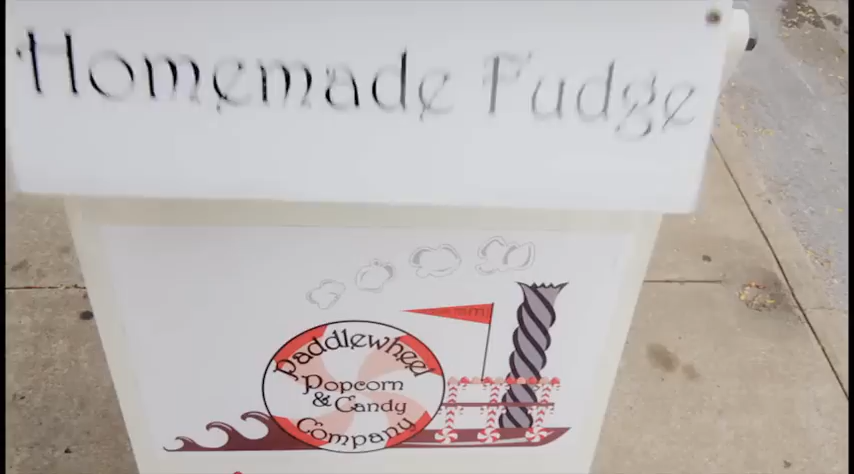 Homemade Fudge
Paddlewheel
Popcorn
& Candy
Company